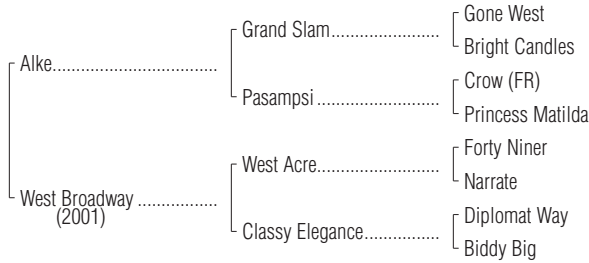 Gone West
Grand Slam..........................
Bright Candles
Alke.......................................
Crow (FR)
Pasampsi .............................
Princess Matilda
Forty Niner
West Acre.............................
Narrate
West Broadway ...................
(2001)
Diplomat Way
Classy Elegance..................
Biddy Big